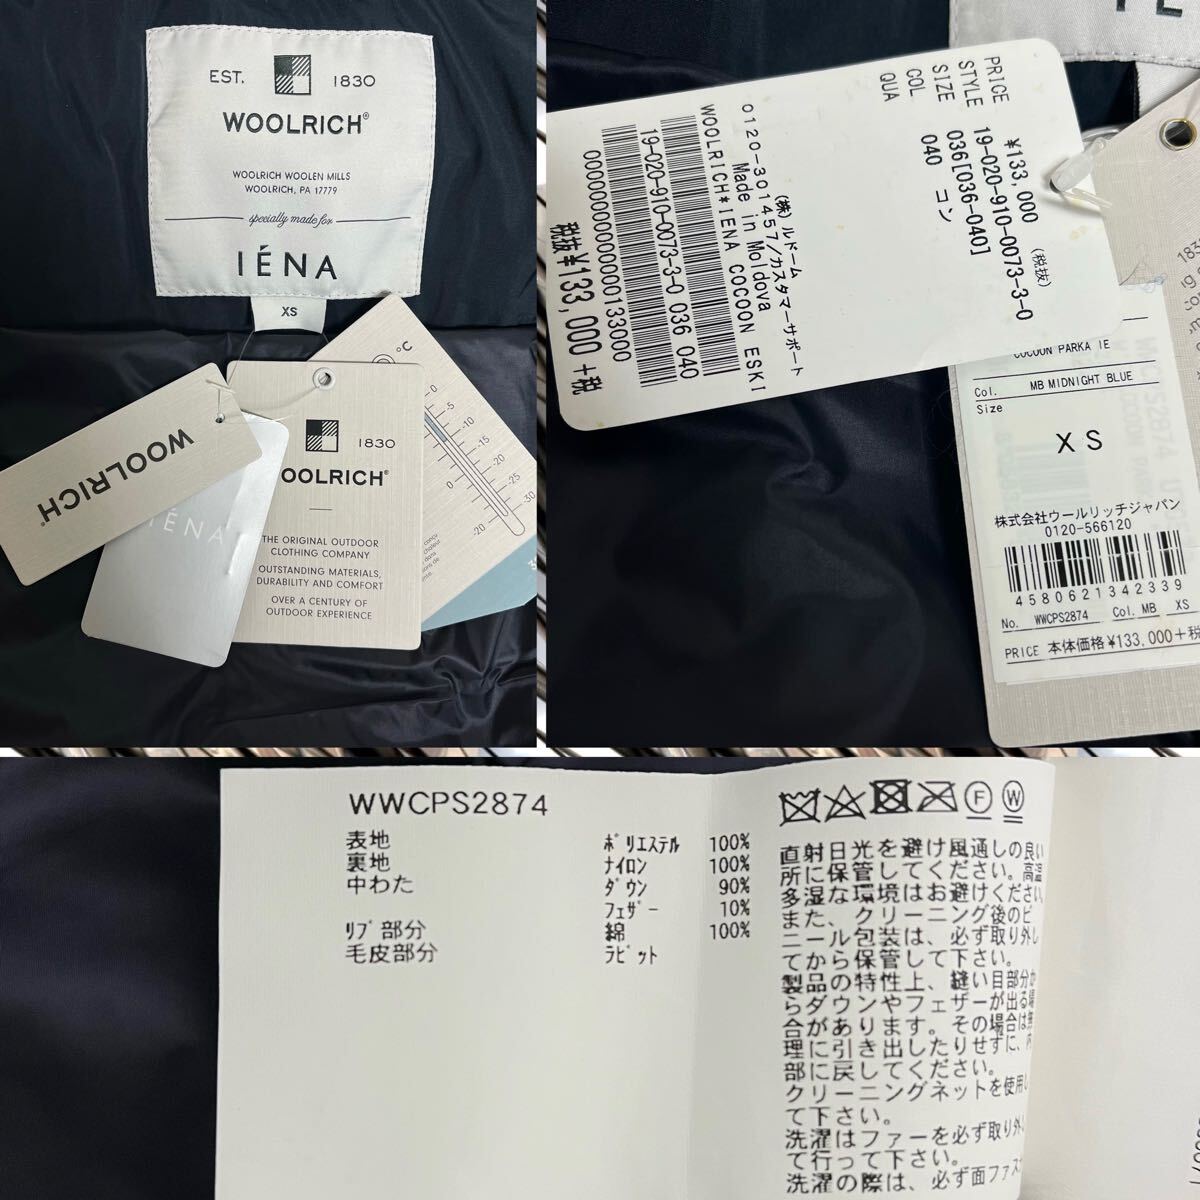 EST. 1830
WOOLRICH®
WOOLRICH WOOLEN MILLS
WOOLRICH, PA 17779
specially made for
IÉNA
XS
WOOLRICH®
IÉNA
1830
WOOLRICH®
THE ORIGINAL OUTDOOR
CLOTHING COMPANY
OUTSTANDING MATERIALS,
DURABILITY AND COMFORT
OVER A CENTURY OF
OUTDOOR EXPERIENCE
°C
-5
-10
-15
-20
-25
-30
-20
PRICE ¥133,000 (税抜)
STYLE 19-020-910-0073-3-0
SIZE 036[036-040]
COL 040 コン
QUA
(株)ルドーム
0120-301457/カスタマーサポート
Made in Moldova
WOOLRICH*IENA COCOON ESKI
19-020-910-0073-3-0 036 040
税抜¥133,000+税
COCOON PARKA IE
Col. MB MIDNIGHT BLUE
Size
XS
株式会社ウールリッチジャパン
0120-566120
4580621342339
No. WWCPS2874 Col. MB XS
PRICE 本体価格¥133,000+税
WWCPS2874
表地 ポリエステル 100%
裏地 ナイロン 100%
中わた ダウン 90%
フェザー 10%
リブ部分 綿 100%
毛皮部分 ラビット
F W
直射日光を避け風通しの良い
所に保管してください。高温
多湿な環境はお避けください。
また、クリーニング後のビ
ニール包装は、必ず取り外し
てから保管して下さい。
製品の特性上、縫い目部分か
らダウンやフェザーが出る場
合があります。その場合は無
理に引き出したりせずに、内
部に戻してください。
クリーニングネットを使用し
て下さい。
洗濯はファーを必ず取り外し
て行って下さい。
洗濯の際は、必ず面ファス